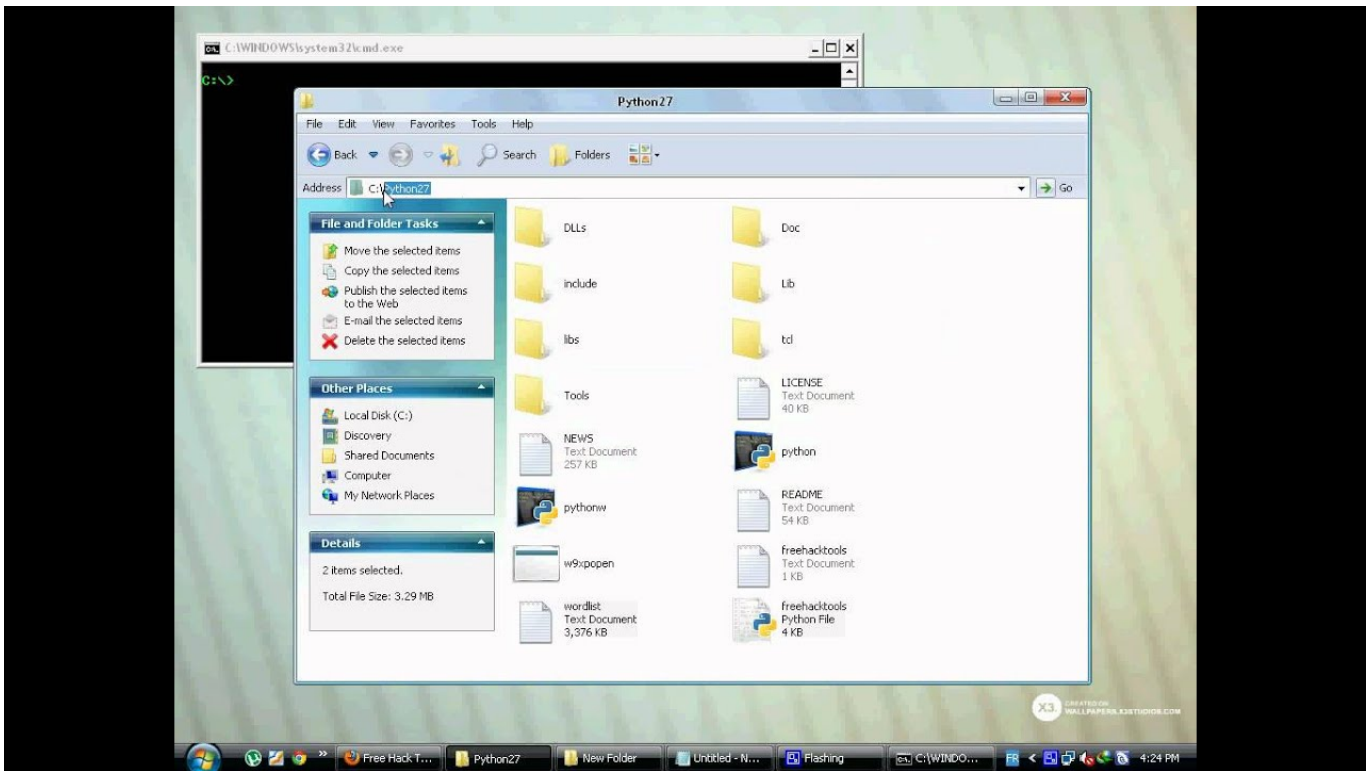 C:\WINDOWS\system32\cmd.exe
C:\>
Python27
File Edit View Favorites Tools Help
Back Search Folders
Address C:\Python27 Go
File and Folder Tasks
Move the selected items
Copy the selected items
Publish the selected items
to the Web
E-mail the selected items
Delete the selected items
Other Places
Local Disk (C:)
Discovery
Shared Documents
Computer
My Network Places
Details
2 items selected.
Total File Size: 3.29 MB
DLLs
Doc
include
Lib
libs
tcl
Tools
LICENSE
Text Document
40 KB
NEWS
Text Document
257 KB
python
pythonw
README
Text Document
54 KB
w9xpopen
freehacktools
Text Document
1 KB
wordlist
Text Document
3,376 KB
freehacktools
Python File
4 KB
X3
CREATED ON
WALLPAPERS.X3STUDIOS.COM
Free Hack T... Python27 New Folder Untitled - N... Flashing C:\WINDO... FR 4:24 PM